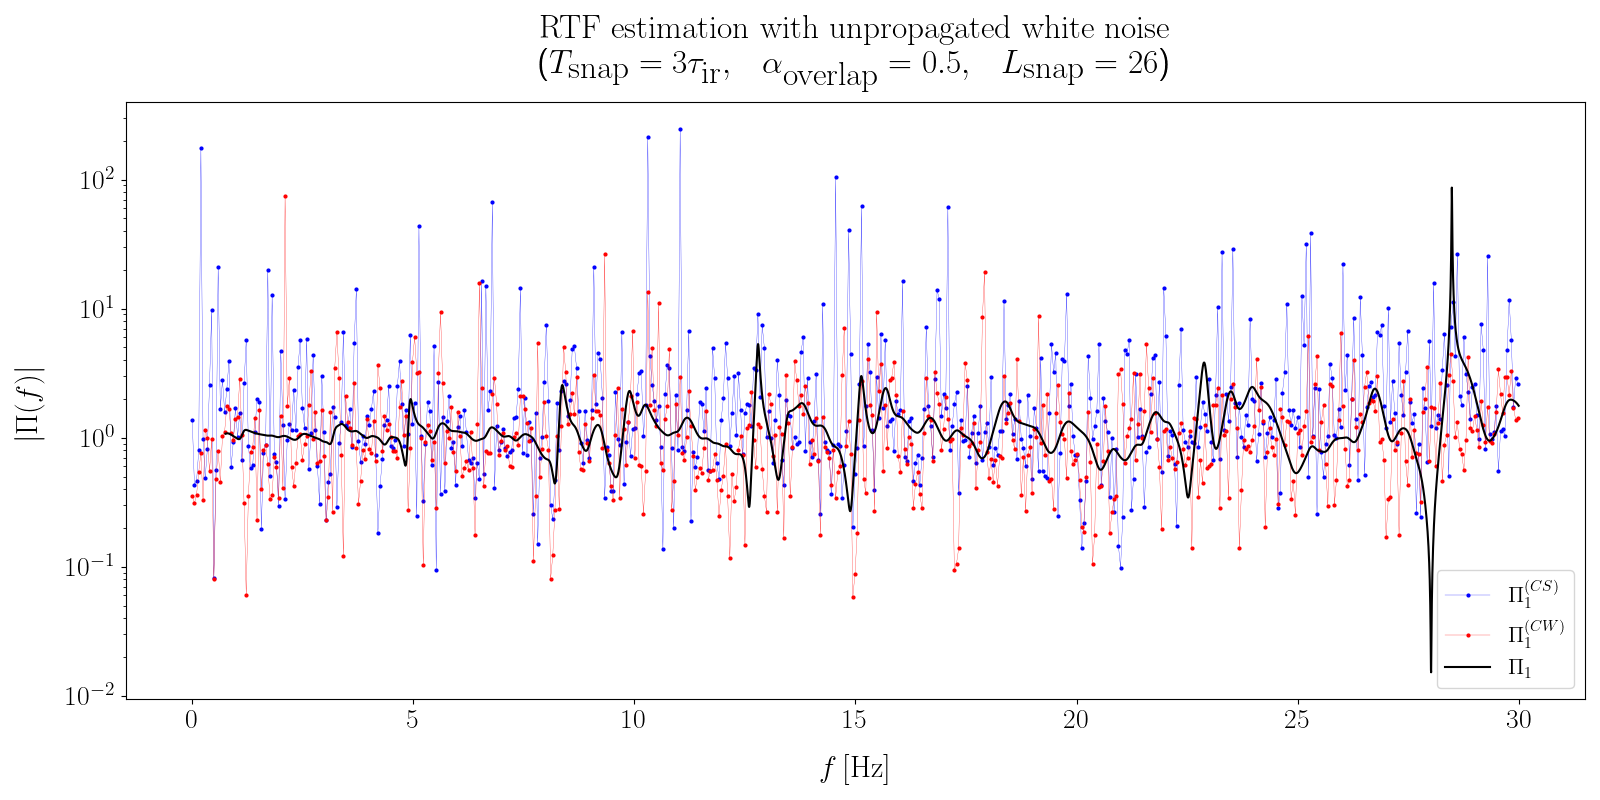 RTF estimation with unpropagated white noise
(T_snap = 3τ_ir,   α_overlap = 0.5,   L_snap = 26)
|Π(f)|
10^2
10^1
10^0
10^−1
10^−2
0 5 10 15 20 25 30
f [Hz]
Π_1^(CS)
Π_1^(CW)
Π_1